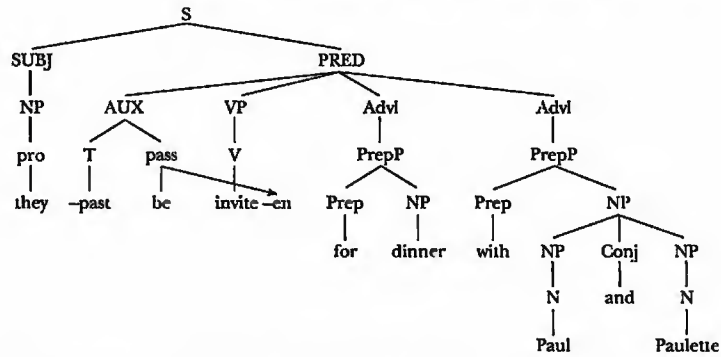 S
SUBJ PRED
NP AUX VP Advl Advl
pro T pass V PrepP PrepP
they –past be invite –en Prep NP Prep NP
for dinner with NP Conj NP
N and N
Paul Paulette